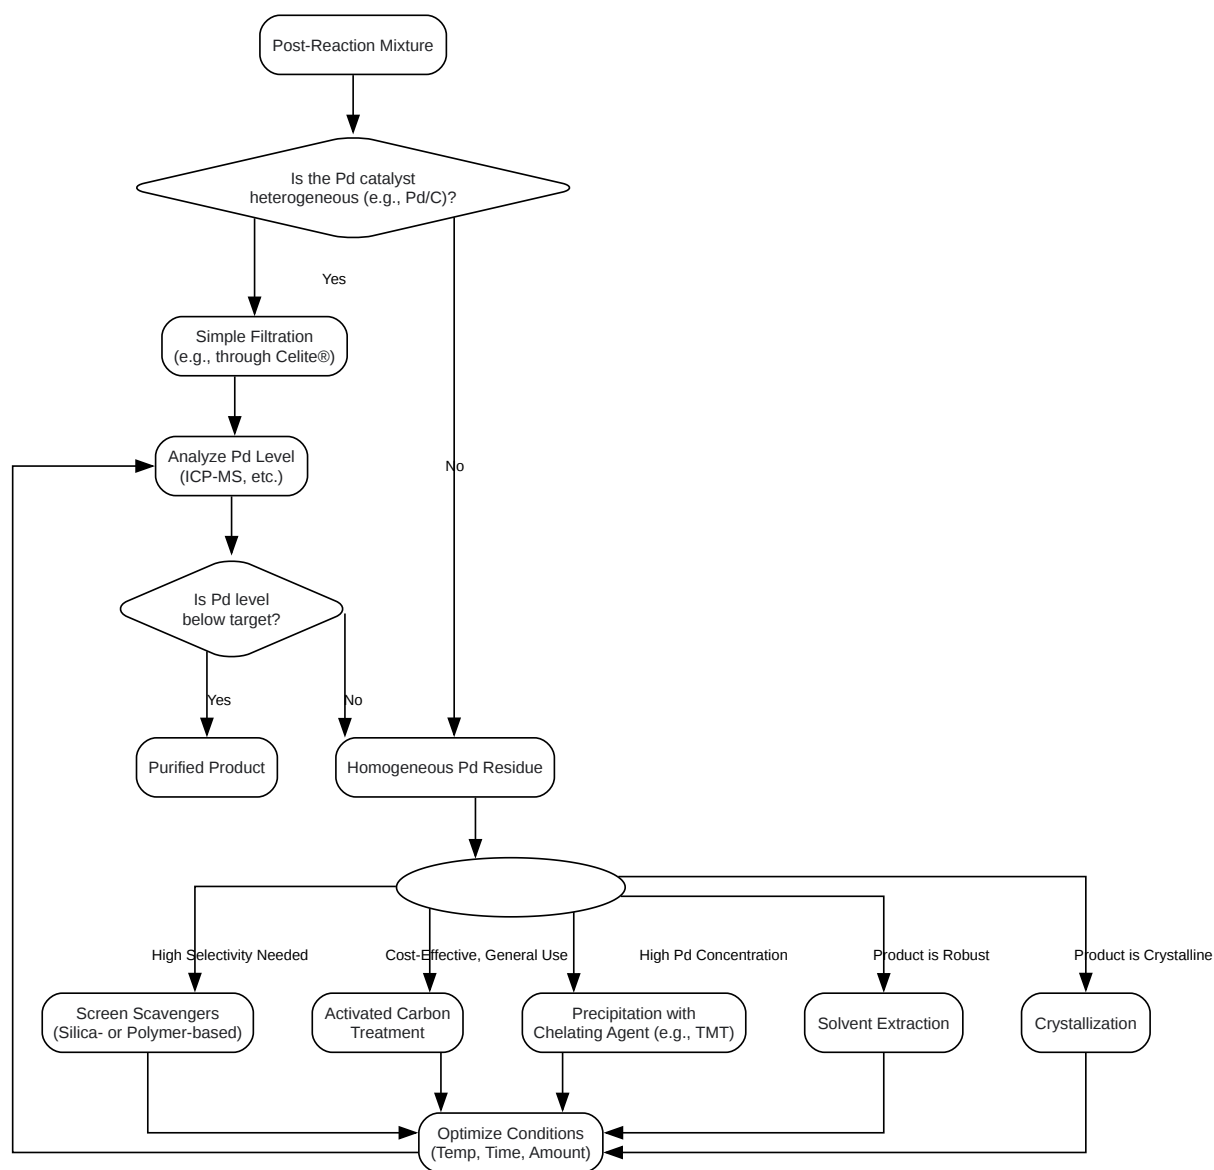 Post-Reaction Mixture
Is the Pd catalyst
heterogeneous (e.g., Pd/C)?
Yes
Simple Filtration
(e.g., through Celite®)
Analyze Pd Level
(ICP-MS, etc.)
No
Is Pd level
below target?
Yes
No
Purified Product
Homogeneous Pd Residue
High Selectivity Needed
Cost-Effective, General Use
High Pd Concentration
Product is Robust
Product is Crystalline
Screen Scavengers
(Silica- or Polymer-based)
Activated Carbon
Treatment
Precipitation with
Chelating Agent (e.g., TMT)
Solvent Extraction
Crystallization
Optimize Conditions
(Temp, Time, Amount)